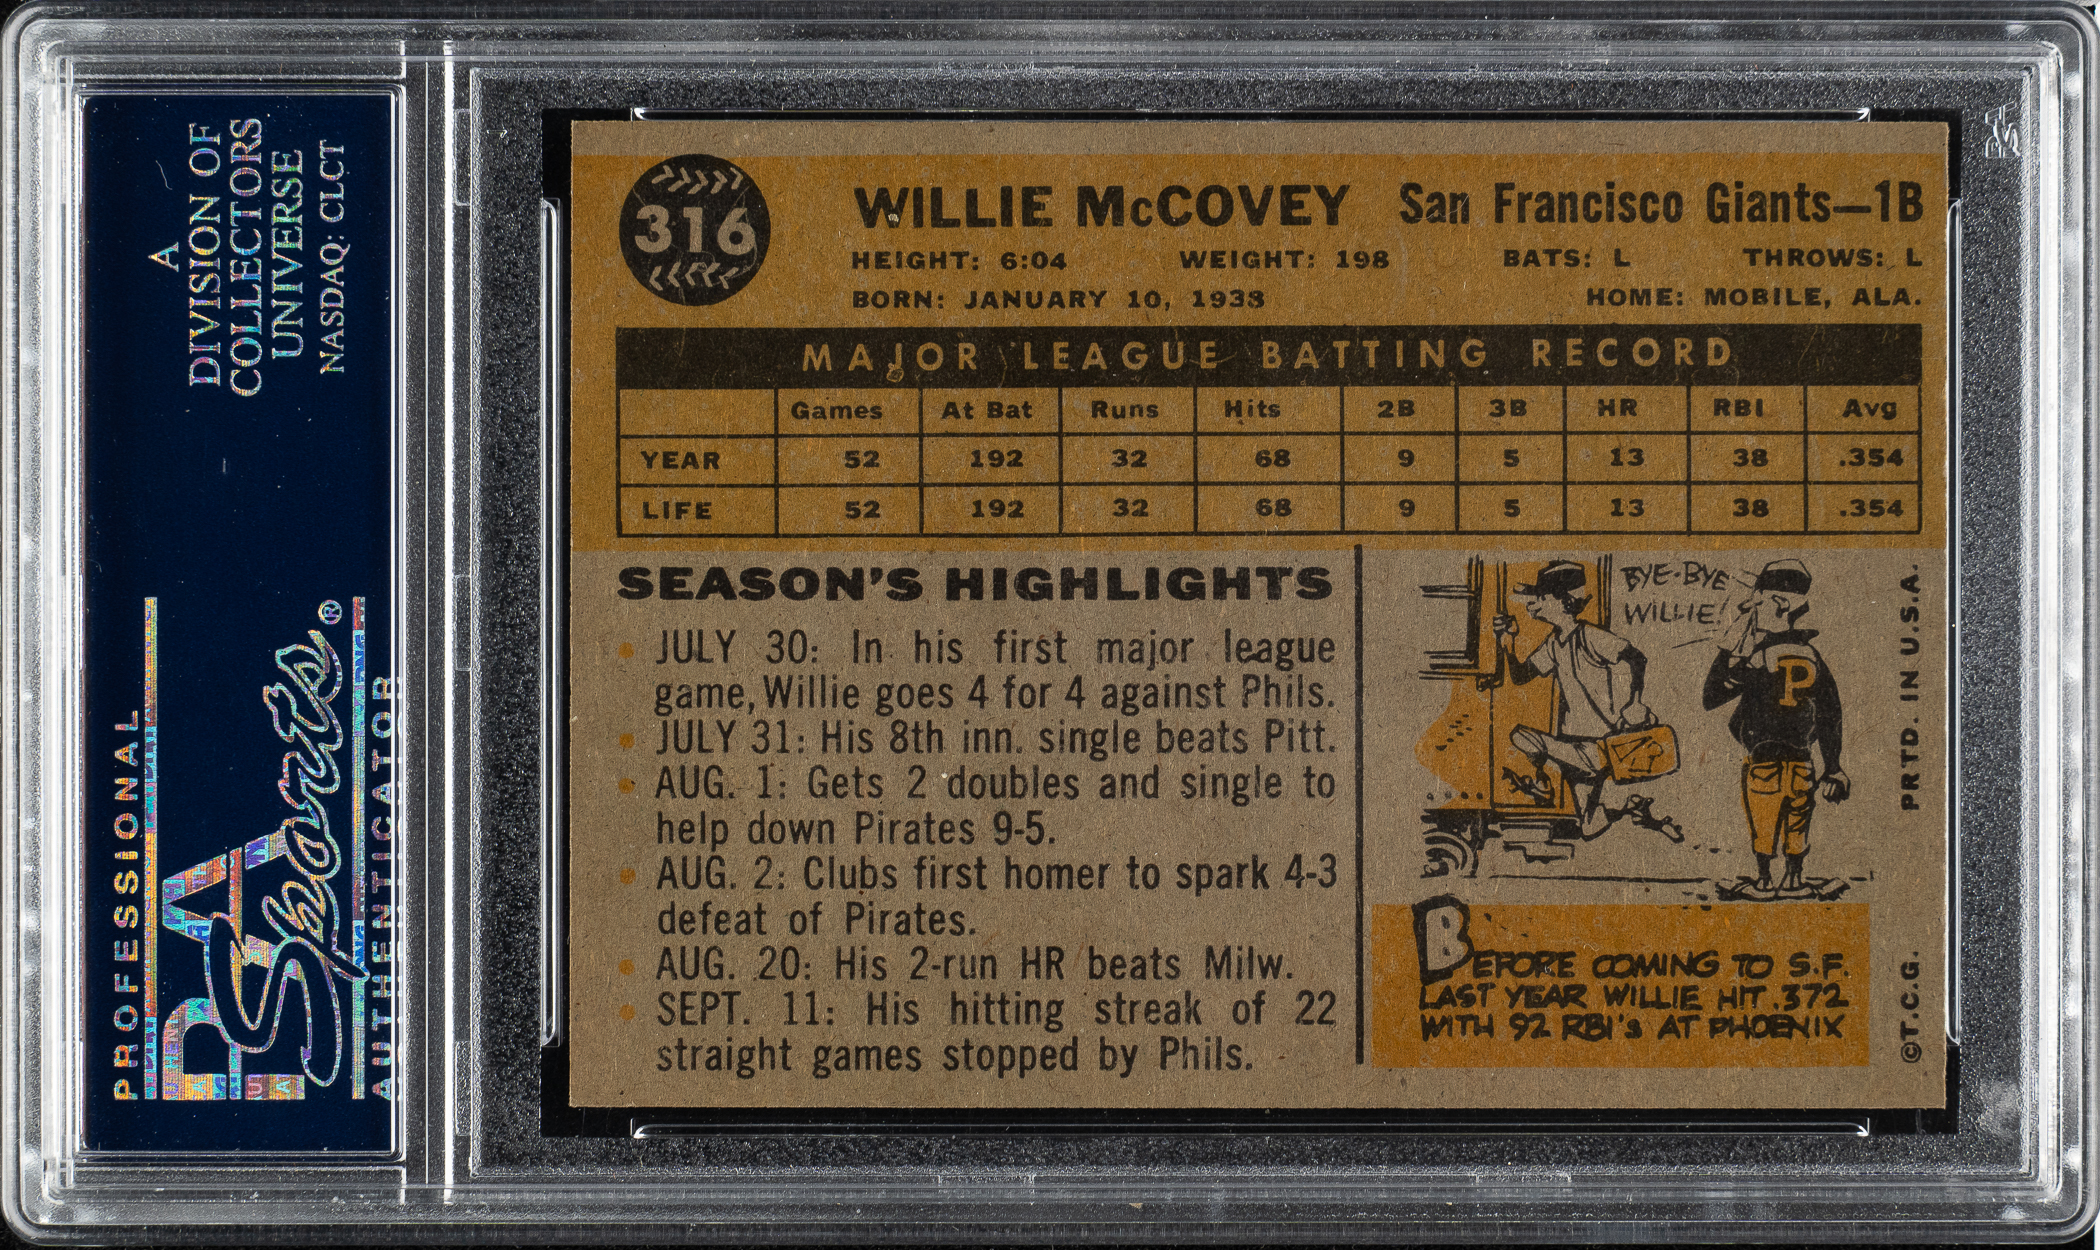 A
DIVISION OF
COLLECTORS
UNIVERSE
NASDAQ: CLCT
PROFESSIONAL
PSA
Sports®
AUTHENTICATOR
PSA
316
WILLIE McCOVEY San Francisco Giants—1B
HEIGHT: 6:04 WEIGHT: 198 BATS: L THROWS: L
BORN: JANUARY 10, 1938 HOME: MOBILE, ALA.
MAJOR LEAGUE BATTING RECORD
Games At Bat Runs Hits 2B 3B HR RBI Avg
YEAR 52 192 32 68 9 5 13 38 .354
LIFE 52 192 32 68 9 5 13 38 .354
SEASON'S HIGHLIGHTS
JULY 30: In his first major league
game, Willie goes 4 for 4 against Phils.
JULY 31: His 8th inn. single beats Pitt.
AUG. 1: Gets 2 doubles and single to
help down Pirates 9-5.
AUG. 2: Clubs first homer to spark 4-3
defeat of Pirates.
AUG. 20: His 2-run HR beats Milw.
SEPT. 11: His hitting streak of 22
straight games stopped by Phils.
BYE-BYE
WILLIE!
P
BEFORE COMING TO S.F.
LAST YEAR WILLIE HIT .372
WITH 92 RBI's AT PHOENIX
©T.C.G. PRTD. IN U.S.A.